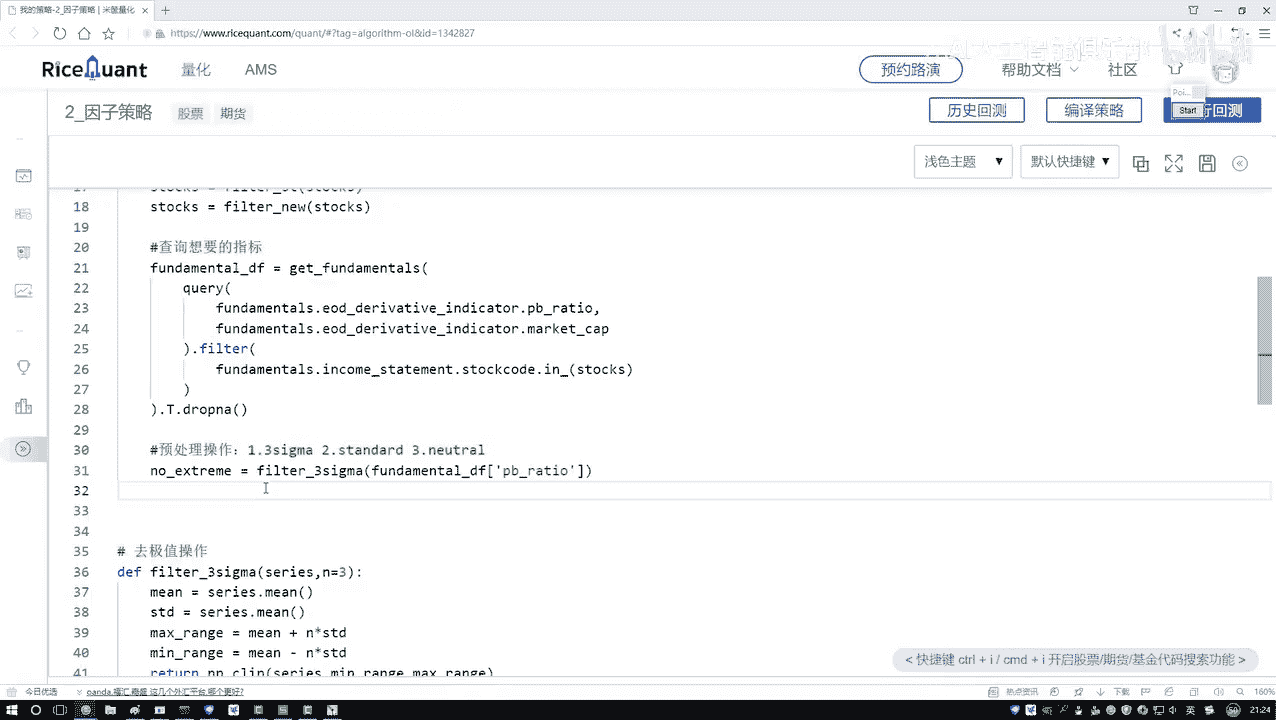 我的策略-2_因子策略 | 米筐量化
https://www.ricequant.com/quant/#?tag=algorithm-ol&id=1342827
RiceQuant 量化 AMS 预约路演 帮助文档 社区
Poi...
Start
2_因子策略 股票 期货 历史回测 编译策略 行回测
浅色主题 默认快捷键
18 stocks = filter_new(stocks)
19
20 #查询想要的指标
21 fundamental_df = get_fundamentals(
22 query(
23 fundamentals.eod_derivative_indicator.pb_ratio,
24 fundamentals.eod_derivative_indicator.market_cap
25 ).filter(
26 fundamentals.income_statement.stockcode.in_(stocks)
27 )
28 ).T.dropna()
29
30 #预处理操作：1.3sigma 2.standard 3.neutral
31 no_extreme = filter_3sigma(fundamental_df['pb_ratio'])
32
33
34
35 # 去极值操作
36 def filter_3sigma(series,n=3):
37 mean = series.mean()
38 std = series.mean()
39 max_range = mean + n*std
40 min_range = mean - n*std
41 return np.clip(series,min_range,max_range)
< 快捷键 ctrl + i / cmd + i 开启股票/期货/基金代码搜索功能 >
今日优选 oanda,福汇,嘉盛 这几个外汇平台,哪个更好? 热点资讯 下载 160%
英 21:24